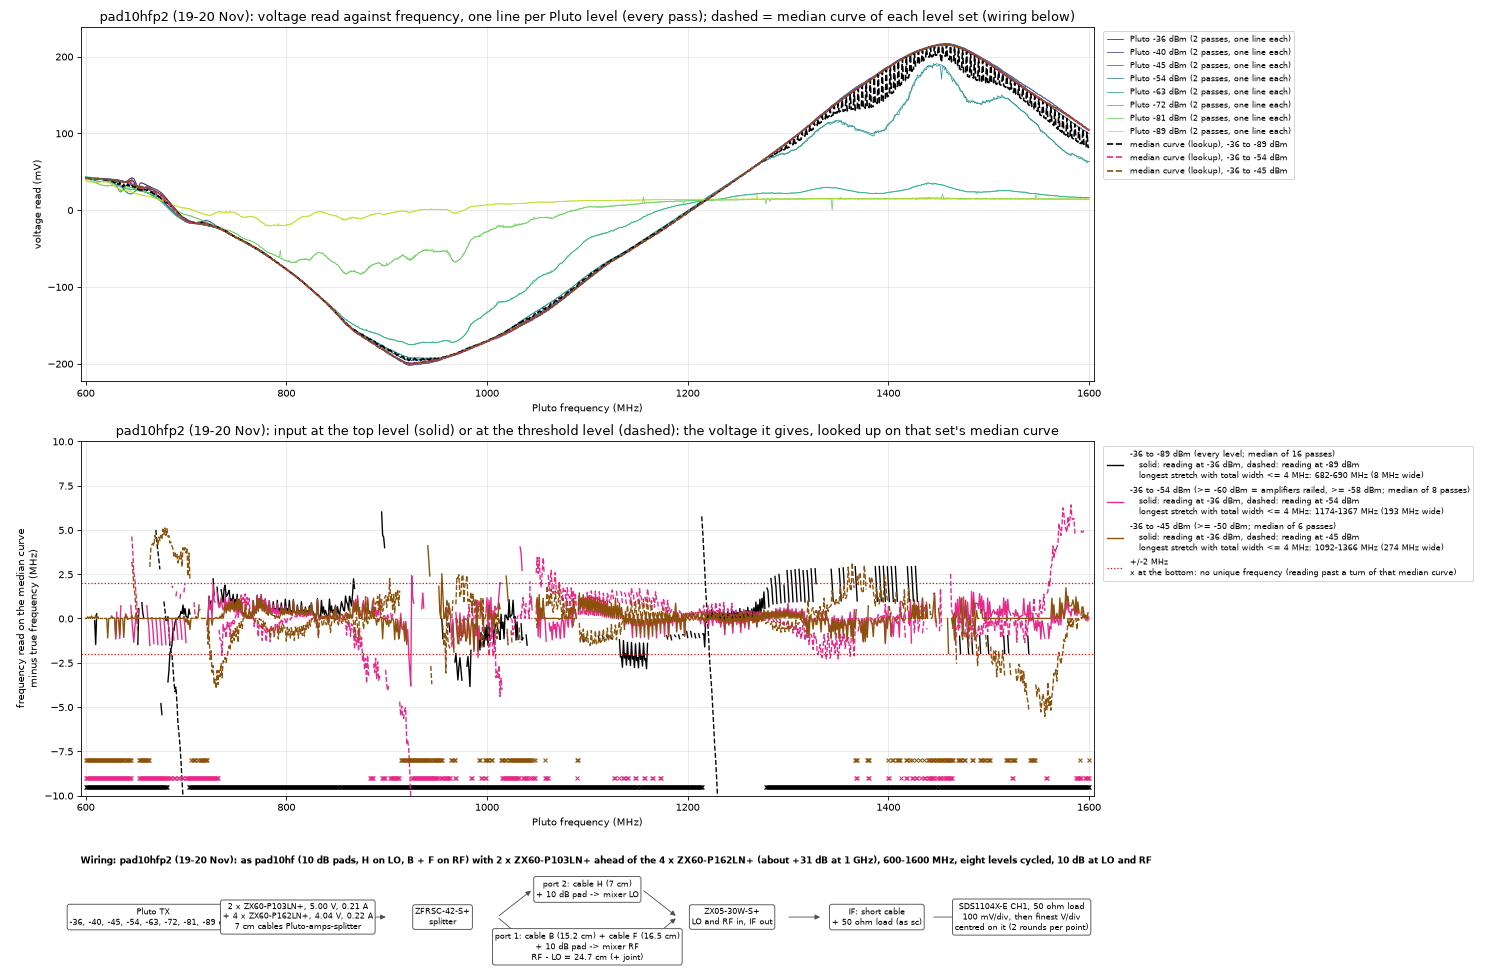 pad10hfp2 (19-20 Nov): voltage read against frequency, one line per Pluto level (every pass); dashed = median curve of each level set (wiring below)
voltage read (mV)
200
100
0
−100
−200
600
800
1000
1200
1400
1600
Pluto frequency (MHz)
Pluto -36 dBm (2 passes, one line each)
Pluto -40 dBm (2 passes, one line each)
Pluto -45 dBm (2 passes, one line each)
Pluto -54 dBm (2 passes, one line each)
Pluto -63 dBm (2 passes, one line each)
Pluto -72 dBm (2 passes, one line each)
Pluto -81 dBm (2 passes, one line each)
Pluto -89 dBm (2 passes, one line each)
median curve (lookup), -36 to -89 dBm
median curve (lookup), -36 to -54 dBm
median curve (lookup), -36 to -45 dBm
pad10hfp2 (19-20 Nov): input at the top level (solid) or at the threshold level (dashed): the voltage it gives, looked up on that set's median curve
frequency read on the median curve
minus true frequency (MHz)
10.0
7.5
5.0
2.5
0.0
−2.5
−5.0
−7.5
−10.0
600
800
1000
1200
1400
1600
Pluto frequency (MHz)
-36 to -89 dBm (every level; median of 16 passes)
solid: reading at -36 dBm, dashed: reading at -89 dBm
longest stretch with total width <= 4 MHz: 682-690 MHz (8 MHz wide)
-36 to -54 dBm (>= -60 dBm = amplifiers railed, >= -58 dBm; median of 8 passes)
solid: reading at -36 dBm, dashed: reading at -54 dBm
longest stretch with total width <= 4 MHz: 1174-1367 MHz (193 MHz wide)
-36 to -45 dBm (>= -50 dBm; median of 6 passes)
solid: reading at -36 dBm, dashed: reading at -45 dBm
longest stretch with total width <= 4 MHz: 1092-1366 MHz (274 MHz wide)
+/-2 MHz
x at the bottom: no unique frequency (reading past a turn of that median curve)
Wiring: pad10hfp2 (19-20 Nov): as pad10hf (10 dB pads, H on LO, B + F on RF) with 2 x ZX60-P103LN+ ahead of the 4 x ZX60-P162LN+ (about +31 dB at 1 GHz), 600-1600 MHz, eight levels cycled, 10 dB at LO and RF
Pluto TX
-36, -40, -45, -54, -63, -72, -81, -89
2 x ZX60-P103LN+, 5.00 V, 0.21 A
+ 4 x ZX60-P162LN+, 4.04 V, 0.22 A
7 cm cables Pluto-amps-splitter
ZFRSC-42-S+
splitter
port 2: cable H (7 cm)
+ 10 dB pad -> mixer LO
port 1: cable B (15.2 cm) + cable F (16.5 cm)
+ 10 dB pad -> mixer RF
RF - LO = 24.7 cm (+ joint)
ZX05-30W-S+
LO and RF in, IF out
IF: short cable
+ 50 ohm load (as sc)
SDS1104X-E CH1, 50 ohm load
100 mV/div, then finest V/div
centred on it (2 rounds per point)